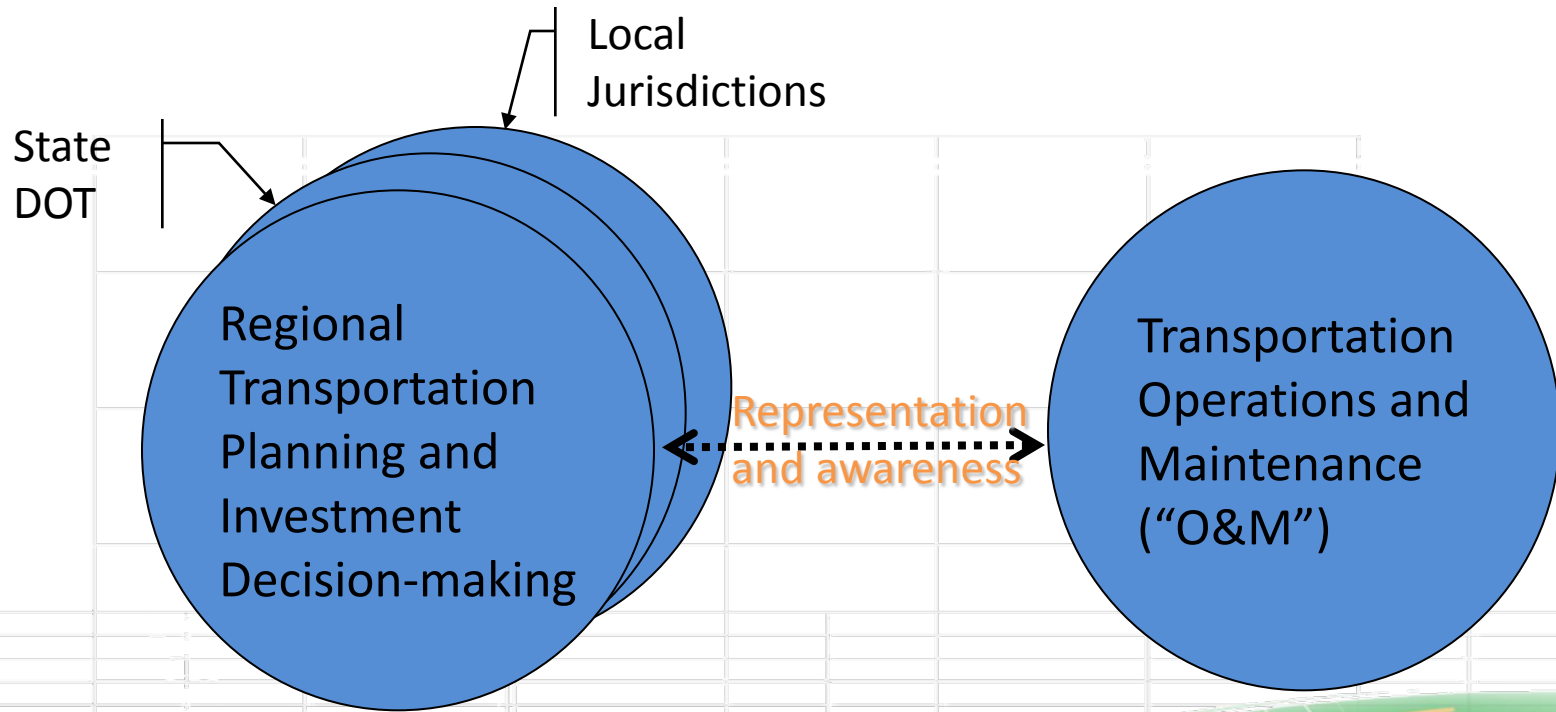 Local
Jurisdictions
State
DOT
Regional
Transportation
Planning and
Investment
Decision-making
Representation
and awareness
Transportation
Operations and
Maintenance
(“O&M”)